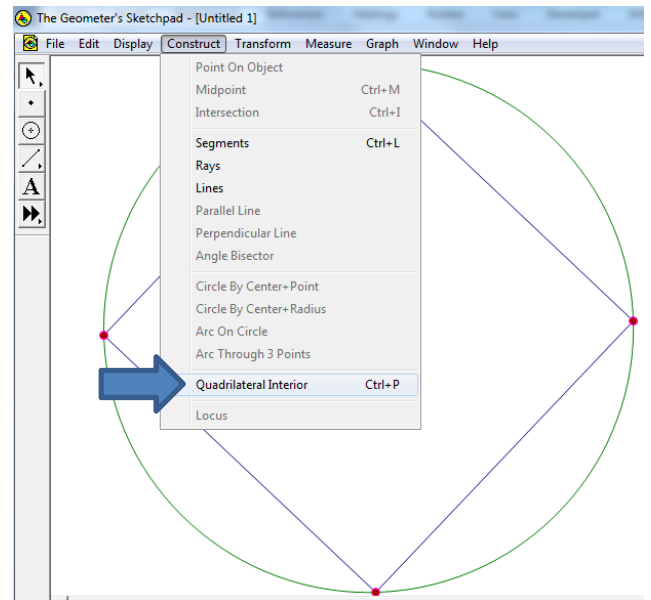 The Geometer's Sketchpad - [Untitled 1]
File Edit Display Construct Transform Measure Graph Window Help
Point On Object
Midpoint Ctrl+M
Intersection Ctrl+I
Segments Ctrl+L
Rays
Lines
Parallel Line
Perpendicular Line
Angle Bisector
Circle By Center+Point
Circle By Center+Radius
Arc On Circle
Arc Through 3 Points
Quadrilateral Interior Ctrl+P
Locus
A